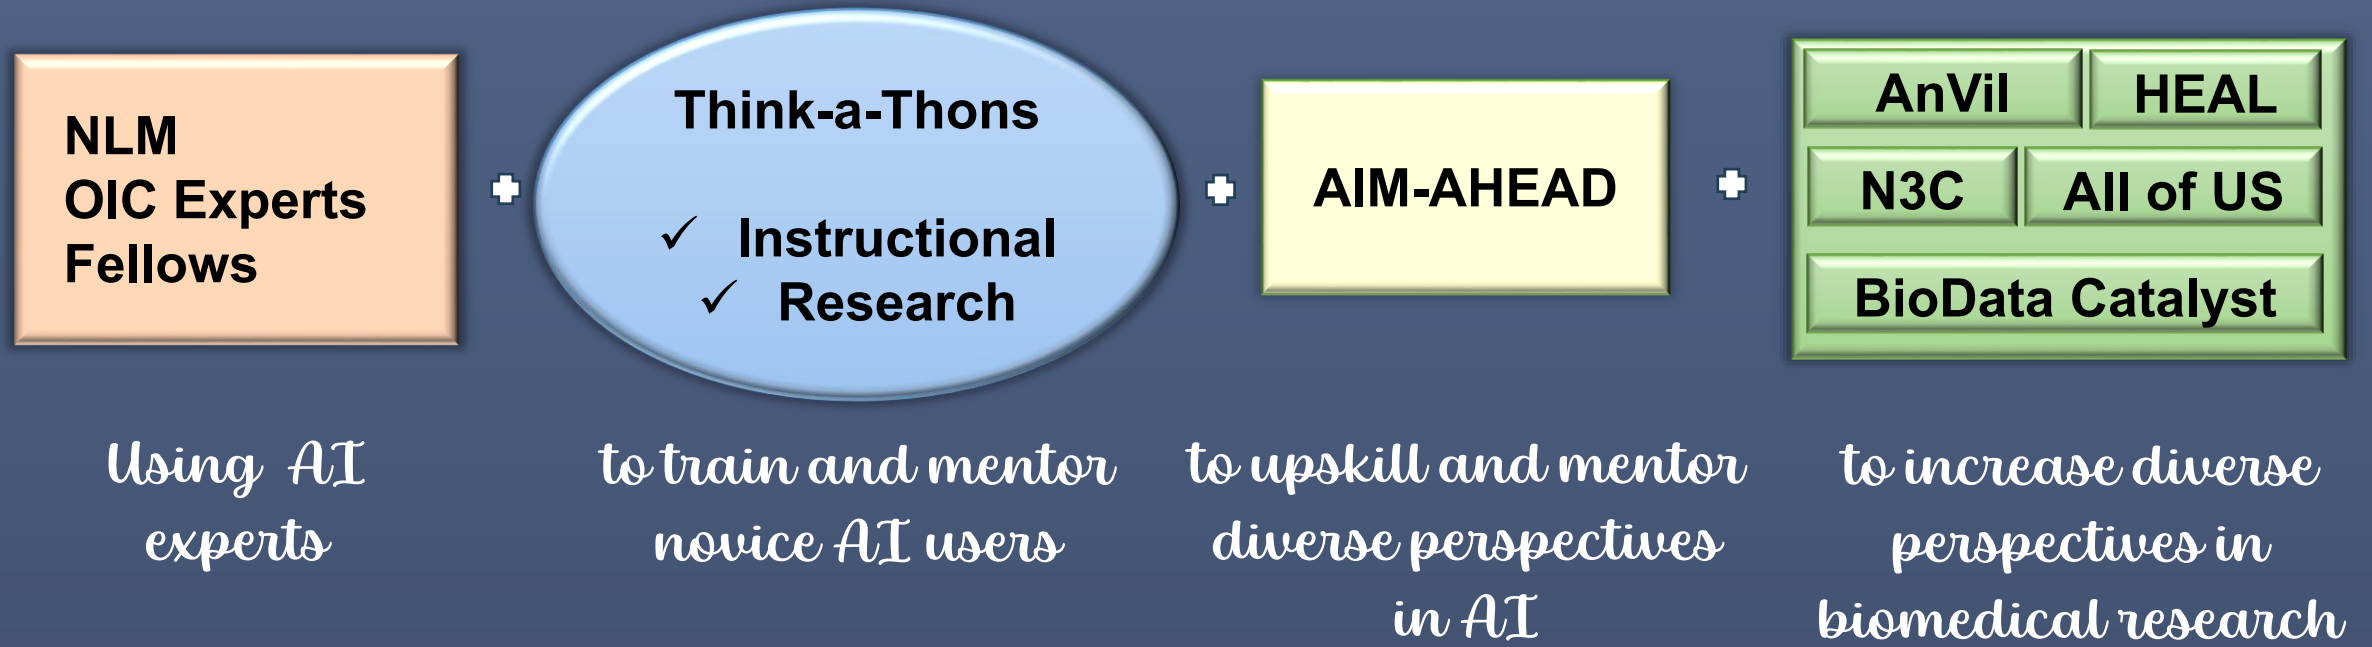 NLM
OIC Experts
Fellows
Think-a-Thons
✓ Instructional
✓ Research
AIM-AHEAD
AnVil
HEAL
N3C
All of US
BioData Catalyst
Using AI
experts
to train and mentor
novice AI users
to upskill and mentor
diverse perspectives
in AI
to increase diverse
perspectives in
biomedical research